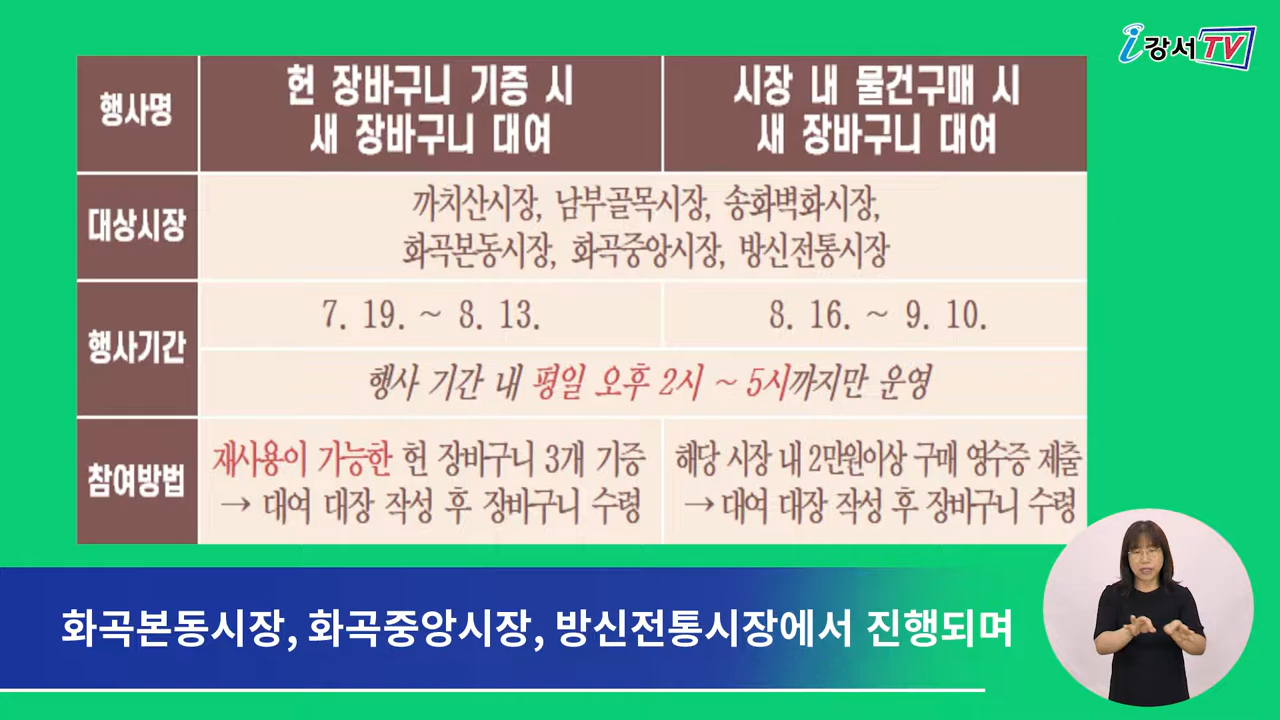 i강서TV
행사명
헌 장바구니 기증 시
새 장바구니 대여
시장 내 물건구매 시
새 장바구니 대여
대상시장
까치산시장, 남부골목시장, 송화벽화시장,
화곡본동시장, 화곡중앙시장, 방신전통시장
행사기간
7. 19. ~ 8. 13.
8. 16. ~ 9. 10.
행사 기간 내 평일 오후 2시 ~ 5시까지만 운영
참여방법
재사용이 가능한 헌 장바구니 3개 기증
→ 대여 대장 작성 후 장바구니 수령
해당 시장 내 2만원이상 구매 영수증 제출
→ 대여 대장 작성 후 장바구니 수령
화곡본동시장, 화곡중앙시장, 방신전통시장에서 진행되며